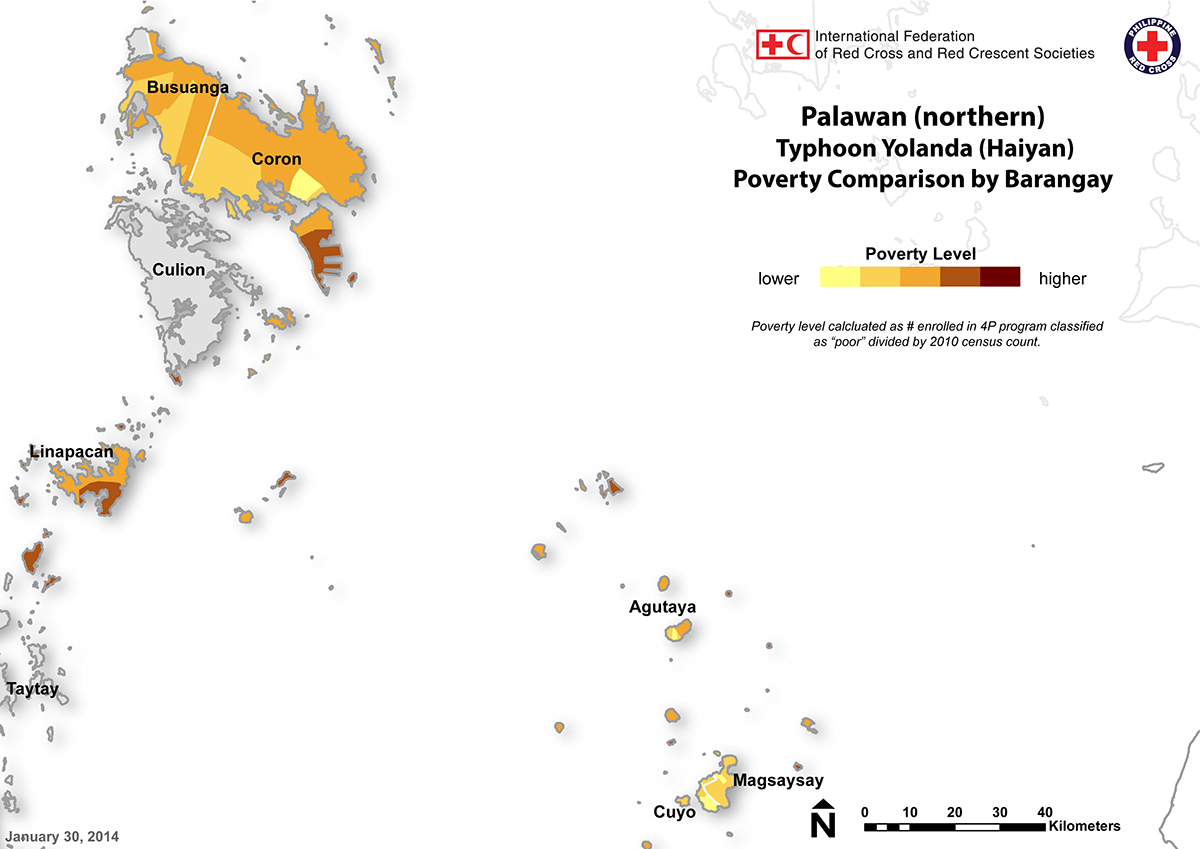 International Federation
of Red Cross and Red Crescent Societies
PHILIPPINE
RED CROSS
Palawan (northern)
Typhoon Yolanda (Haiyan)
Poverty Comparison by Barangay
Poverty Level
lower
higher
Poverty level calcluated as # enrolled in 4P program classified
as “poor” divided by 2010 census count.
Busuanga
Coron
Culion
Linapacan
Agutaya
Taytay
Magsaysay
Cuyo
N
0 10 20 30 40
Kilometers
January 30, 2014